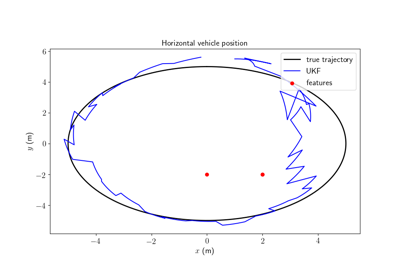 Horizontal vehicle position
true trajectory
UKF
features
6
4
2
0
−2
−4
y (m)
−4
−2
0
2
4
x (m)